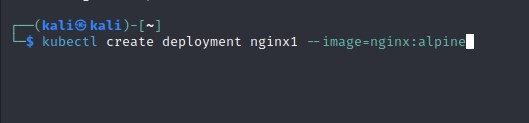 ┌──(kali㉿kali)-[~]
└─$ kubectl create deployment nginx1 --image=nginx:alpine